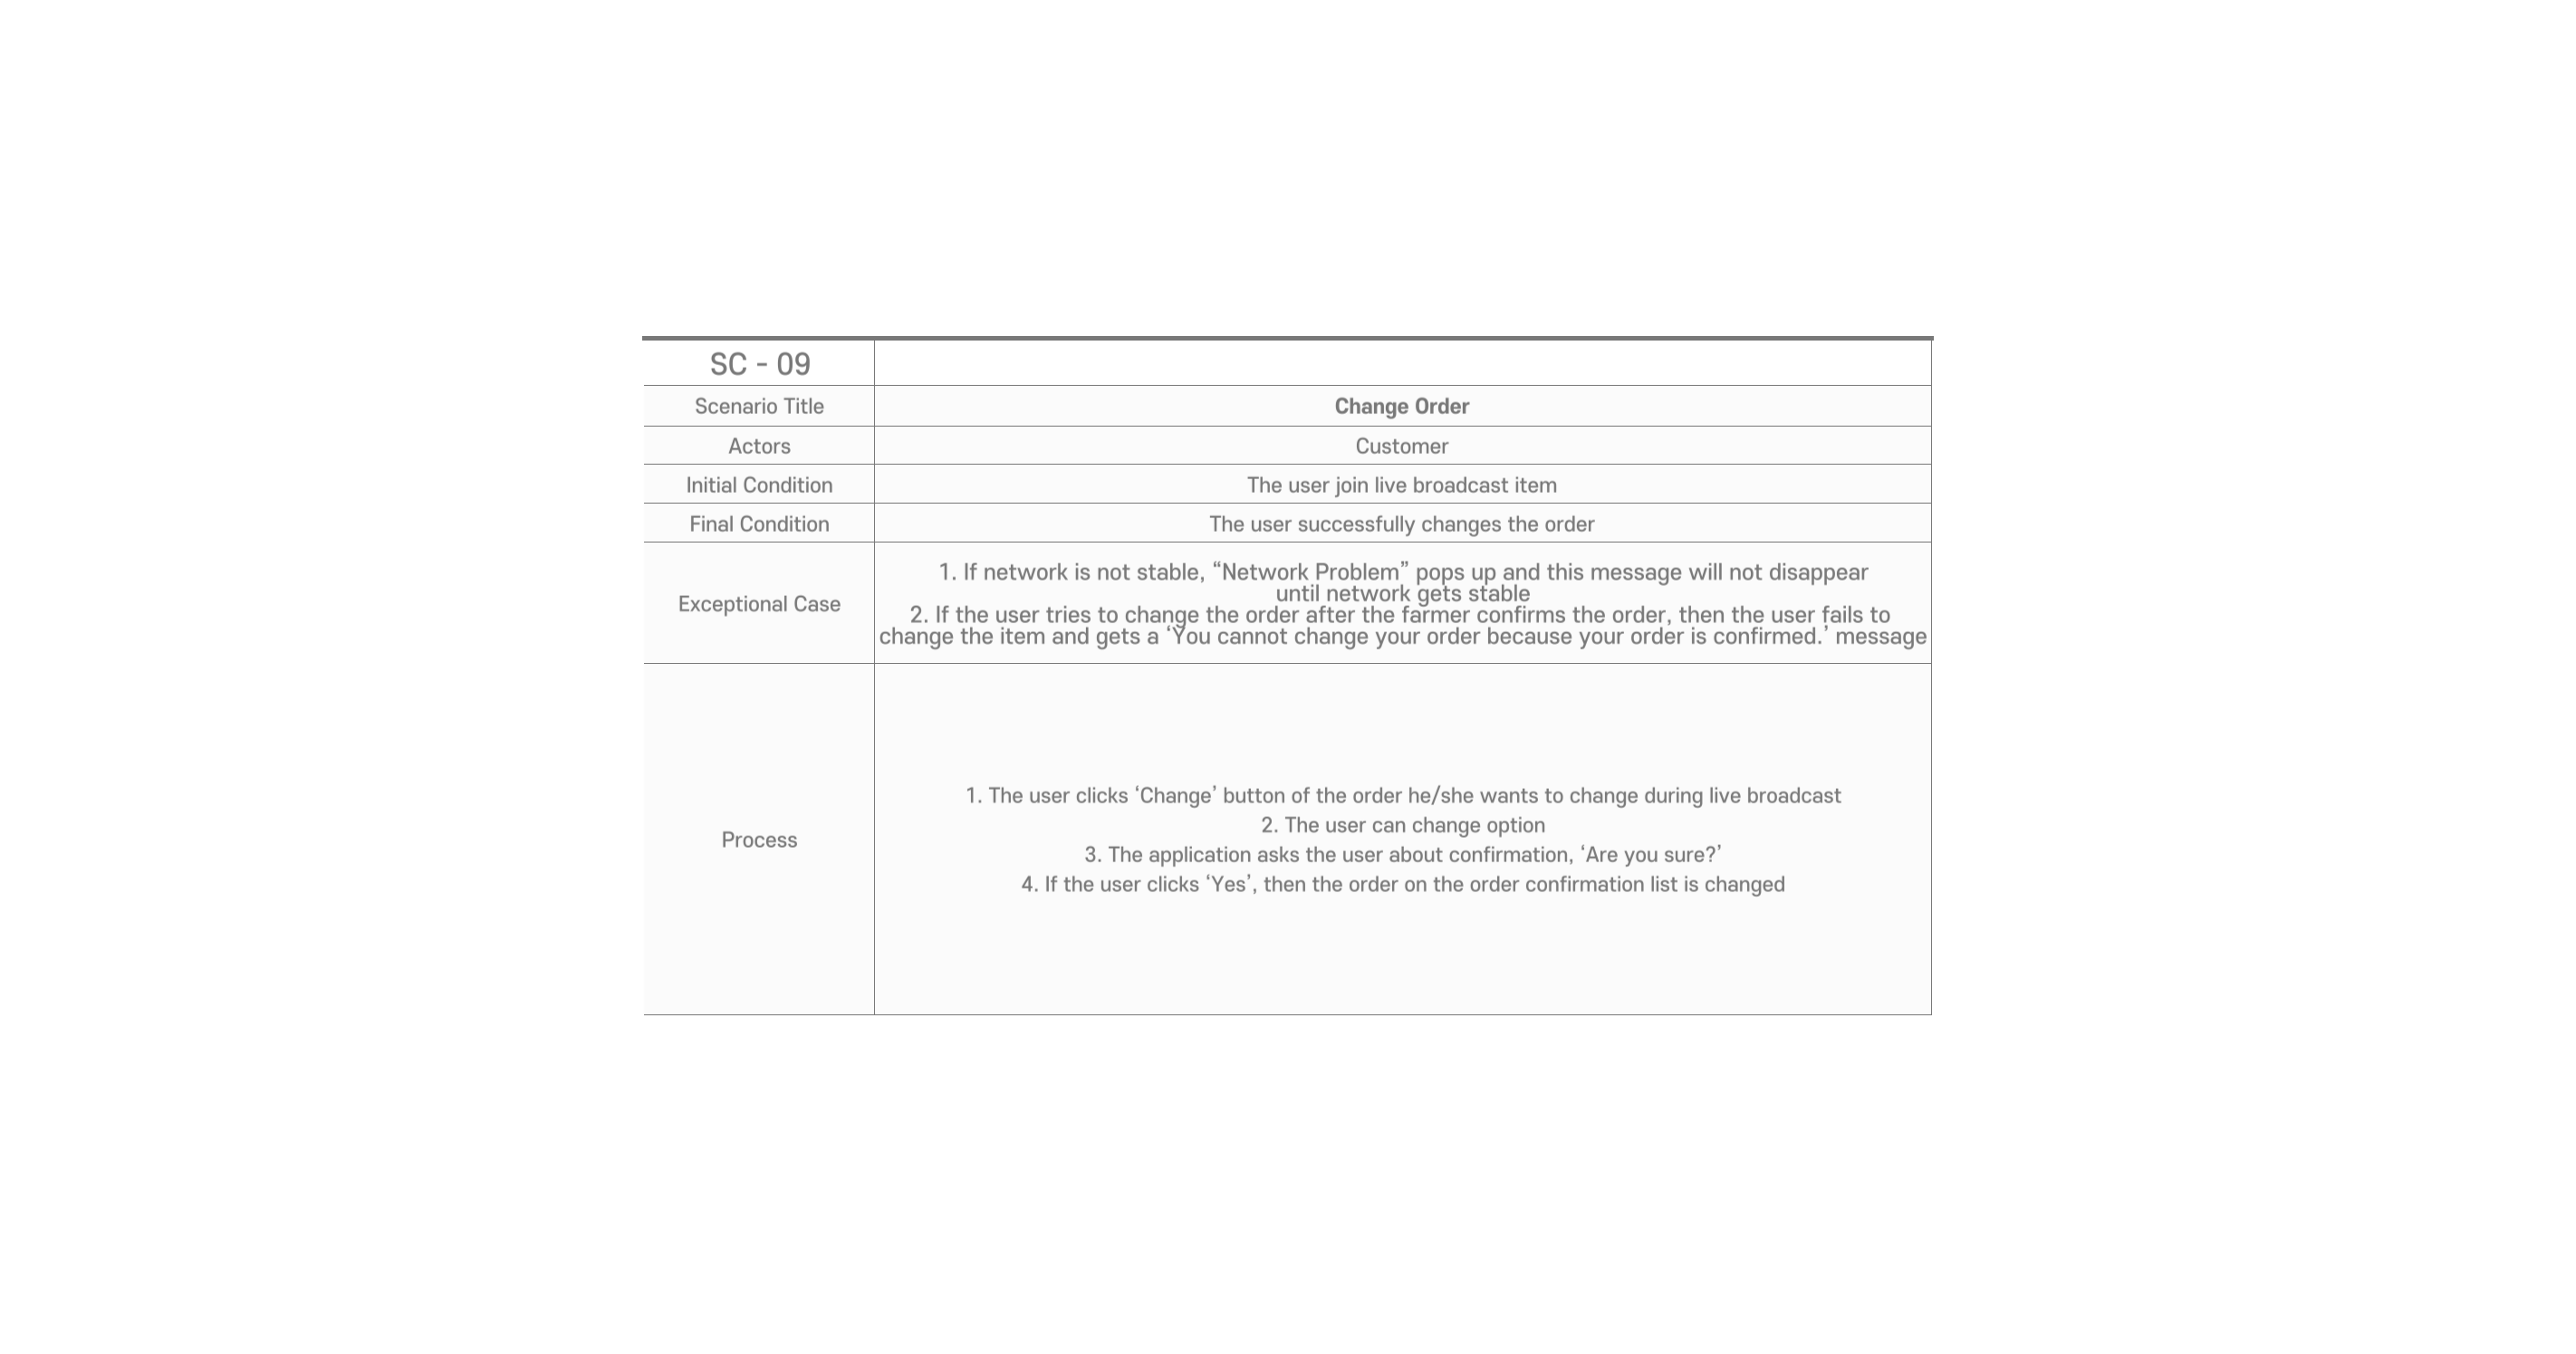 SC - 09
Scenario Title
Change Order
Actors
Customer
Initial Condition
The user join live broadcast item
Final Condition
The user successfully changes the order
Exceptional Case
1. If network is not stable, “Network Problem” pops up and this message will not disappear
until network gets stable
2. If the user tries to change the order after the farmer confirms the order, then the user fails to
change the item and gets a ‘You cannot change your order because your order is confirmed.’ message
Process
1. The user clicks ‘Change’ button of the order he/she wants to change during live broadcast
2. The user can change option
3. The application asks the user about confirmation, ‘Are you sure?’
4. If the user clicks ‘Yes’, then the order on the order confirmation list is changed